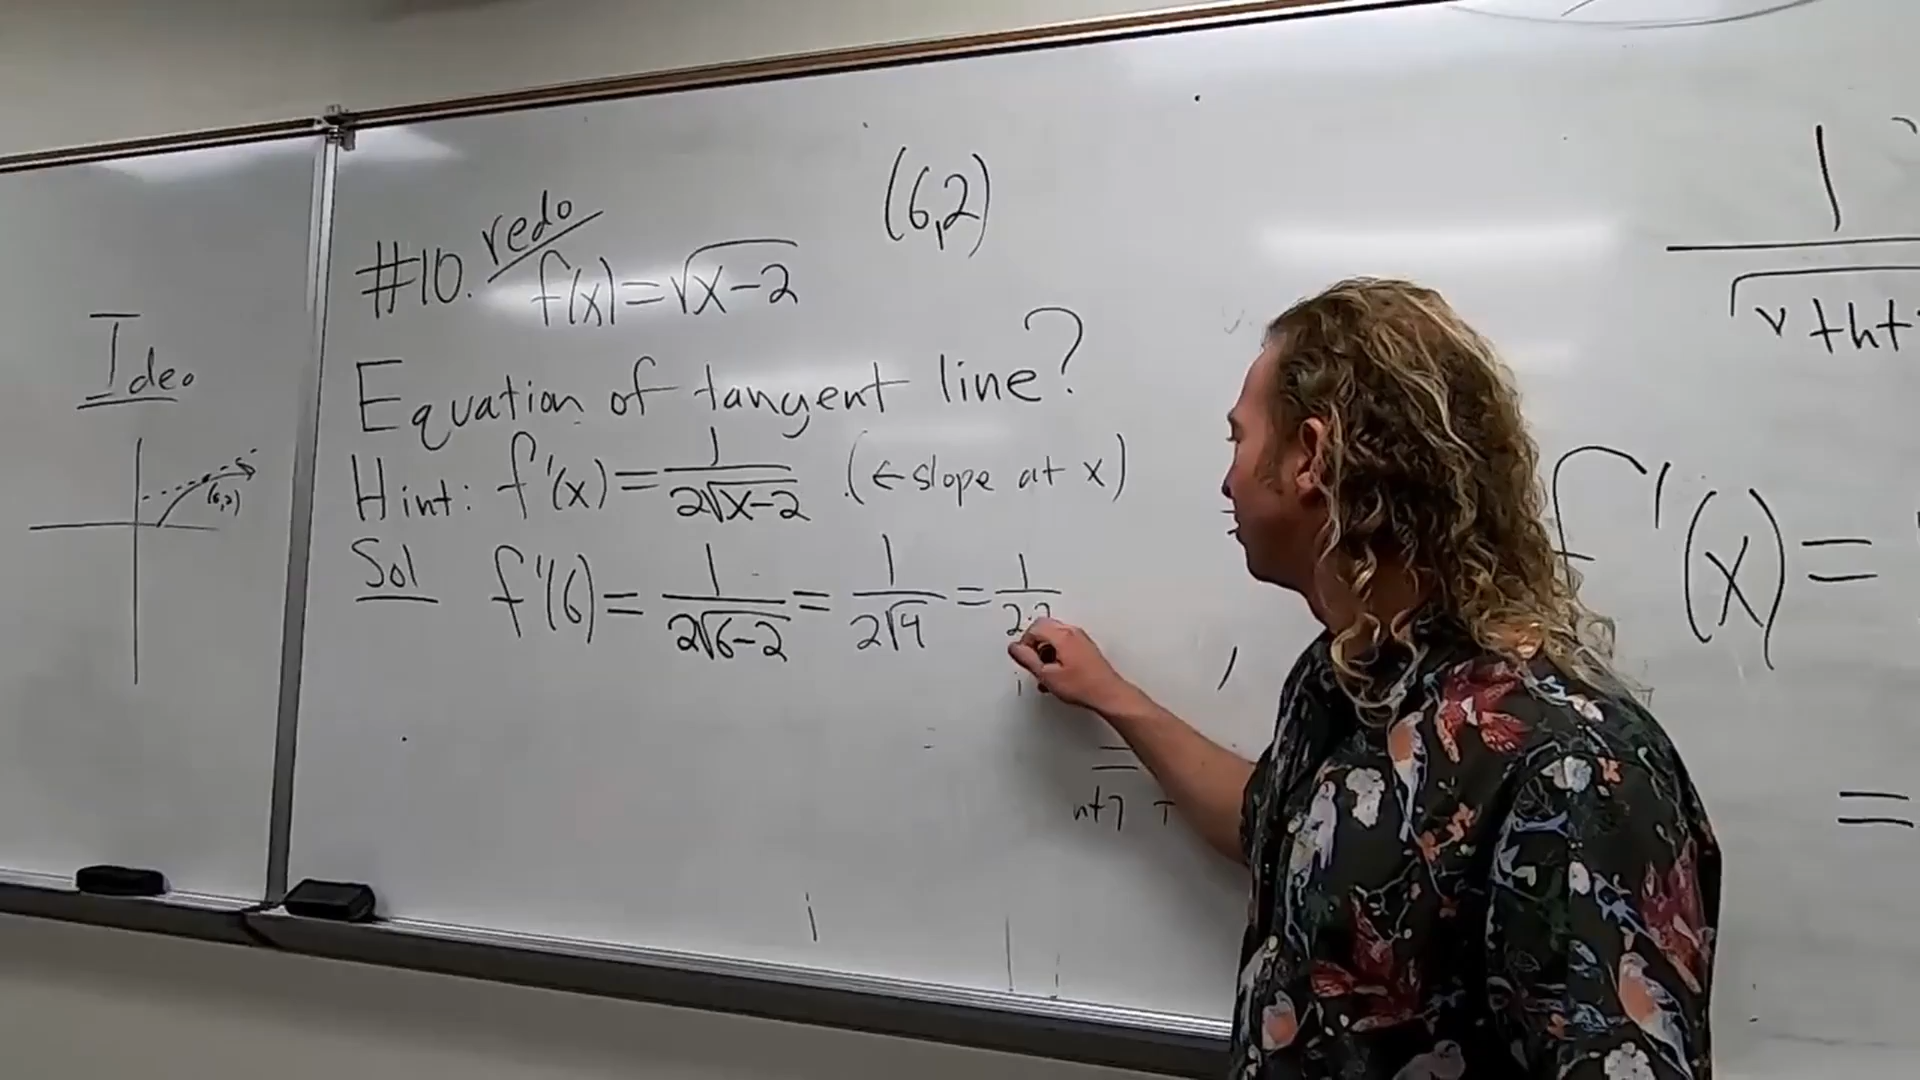 Idea
(6,2)
#10. redo f(x)=√x-2
(6,2)
Equation of tangent line?
Hint: f'(x)=1/2√x-2 (←slope at x)
Sol f'(6)=1/2√6-2=1/2√4=1/2·2
1
f'(x)=
=